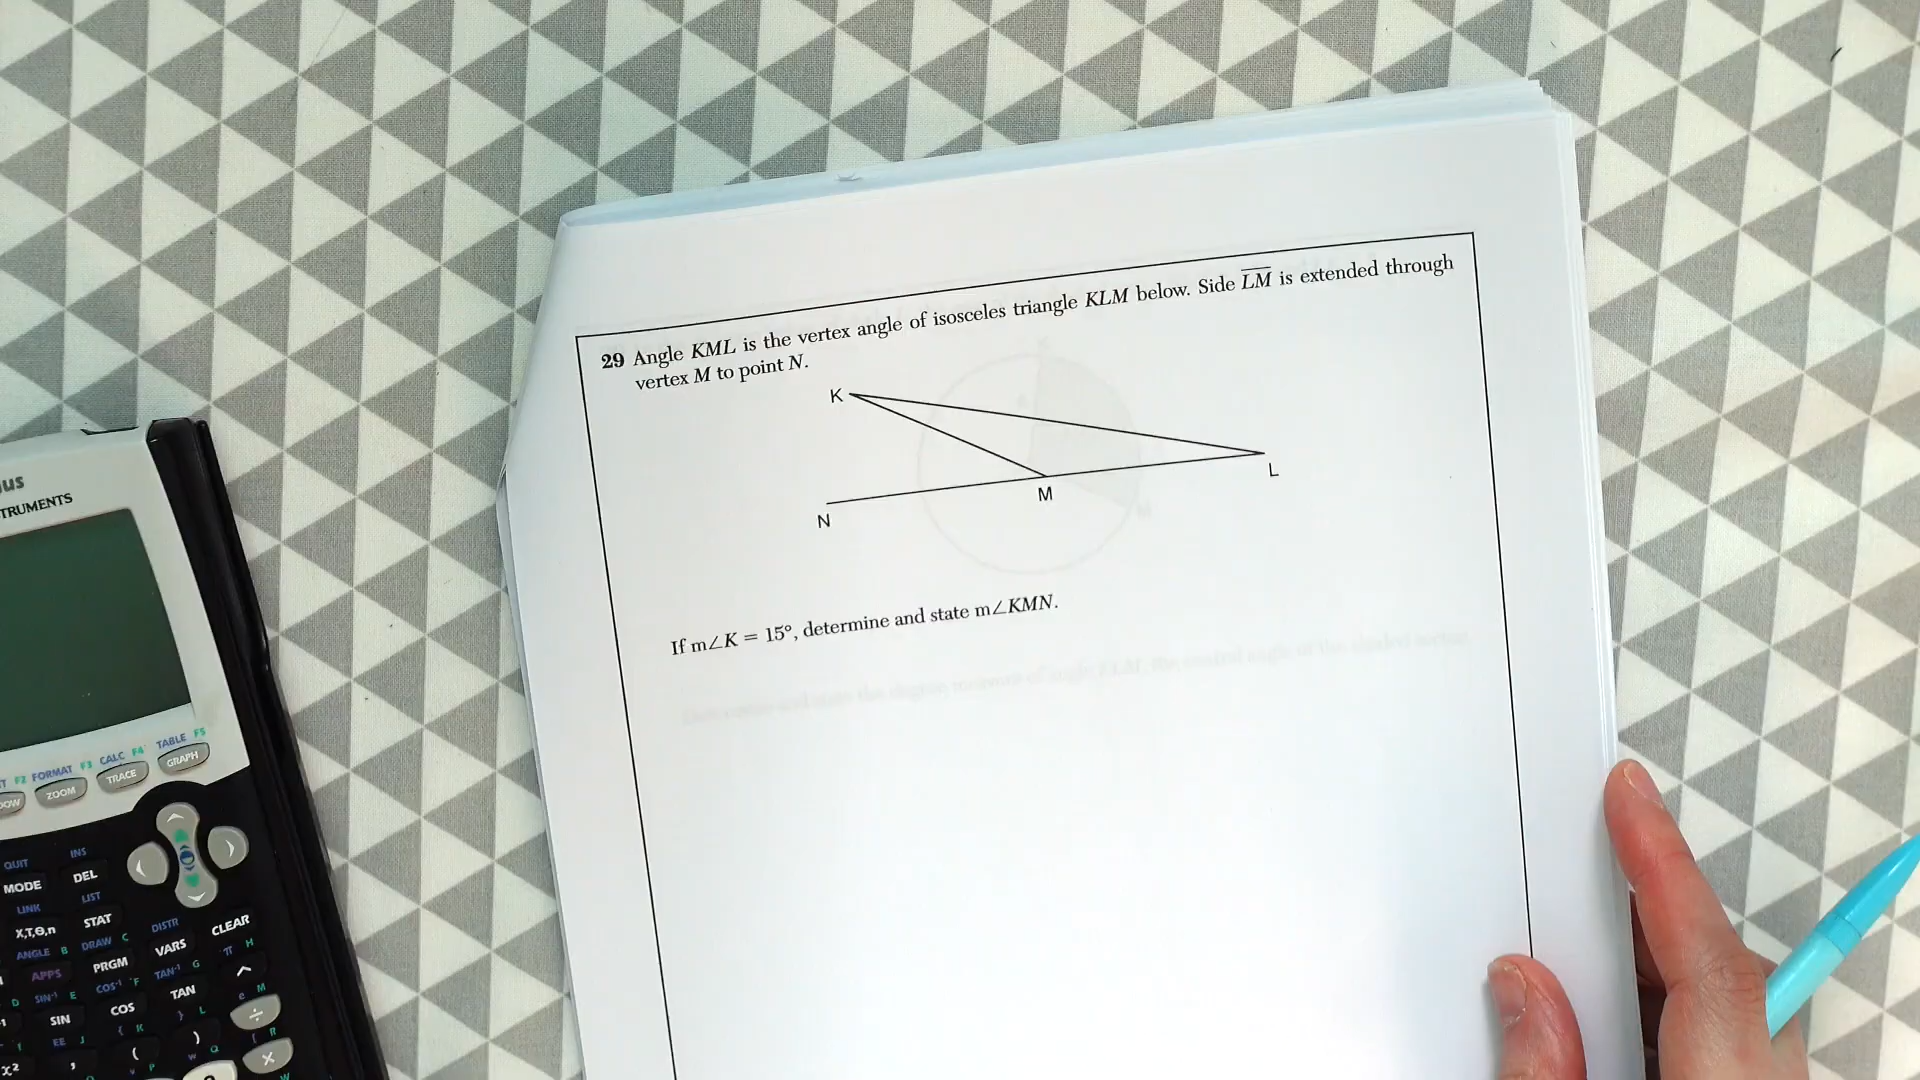 29 Angle KML is the vertex angle of isosceles triangle KLM below. Side LM is extended through
vertex M to point N.
K
L
M
N
If m∠K = 15°, determine and state m∠KMN.
us
TRUMENTS
F2 FORMAT F3 CALC F4 TABLE F5
ZOOM TRACE GRAPH
QUIT INS
MODE DEL
LINK LIST
X,T,θ,n STAT
ANGLE B DRAW C DISTR
APPS PRGM VARS CLEAR
D SIN⁻¹ E COS⁻¹ F TAN⁻¹ G π H
SIN COS TAN ^
EE J { K } L e M
x² , ( ) ÷
P w Q [ R
×
W